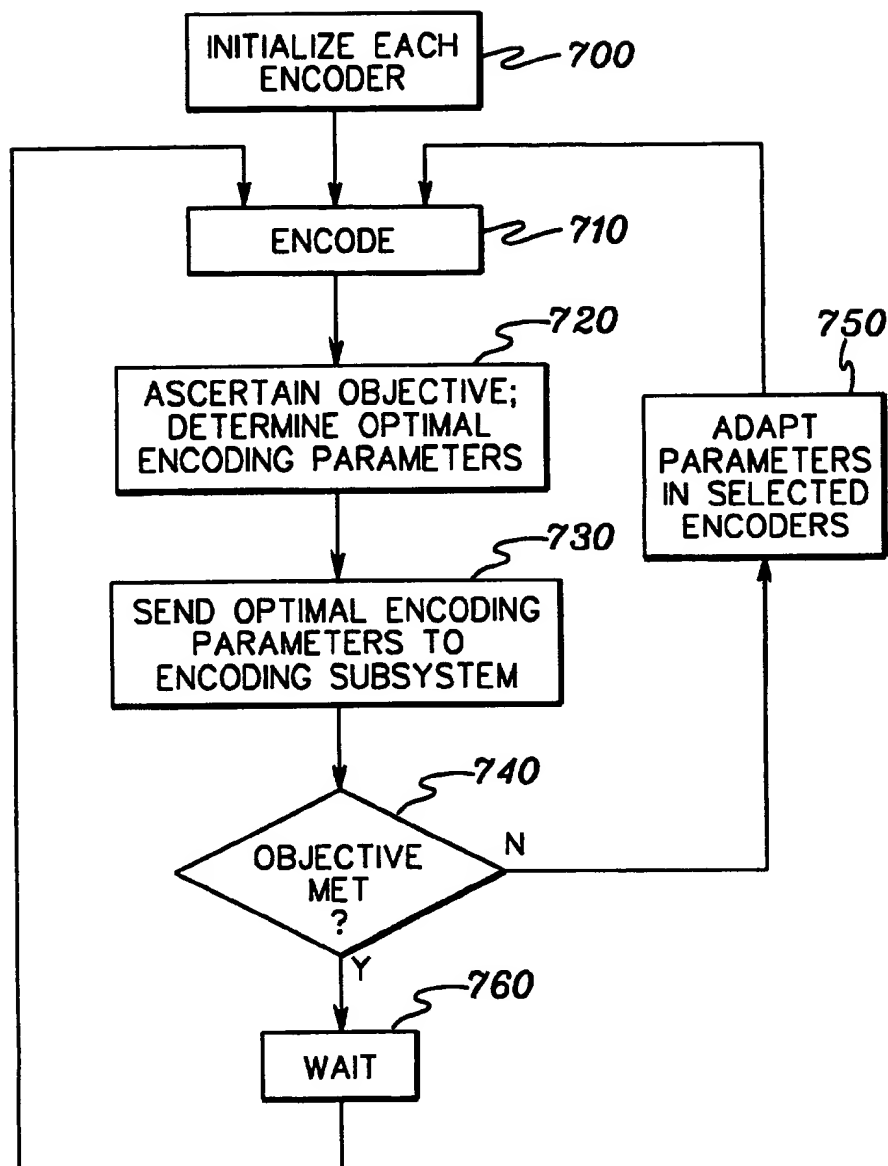 INITIALIZE EACH
ENCODER
700
ENCODE
710
720
ASCERTAIN OBJECTIVE;
DETERMINE OPTIMAL
ENCODING PARAMETERS
750
ADAPT
PARAMETERS
IN SELECTED
ENCODERS
730
SEND OPTIMAL ENCODING
PARAMETERS TO
ENCODING SUBSYSTEM
740
OBJECTIVE
MET
?
N
Y
760
WAIT